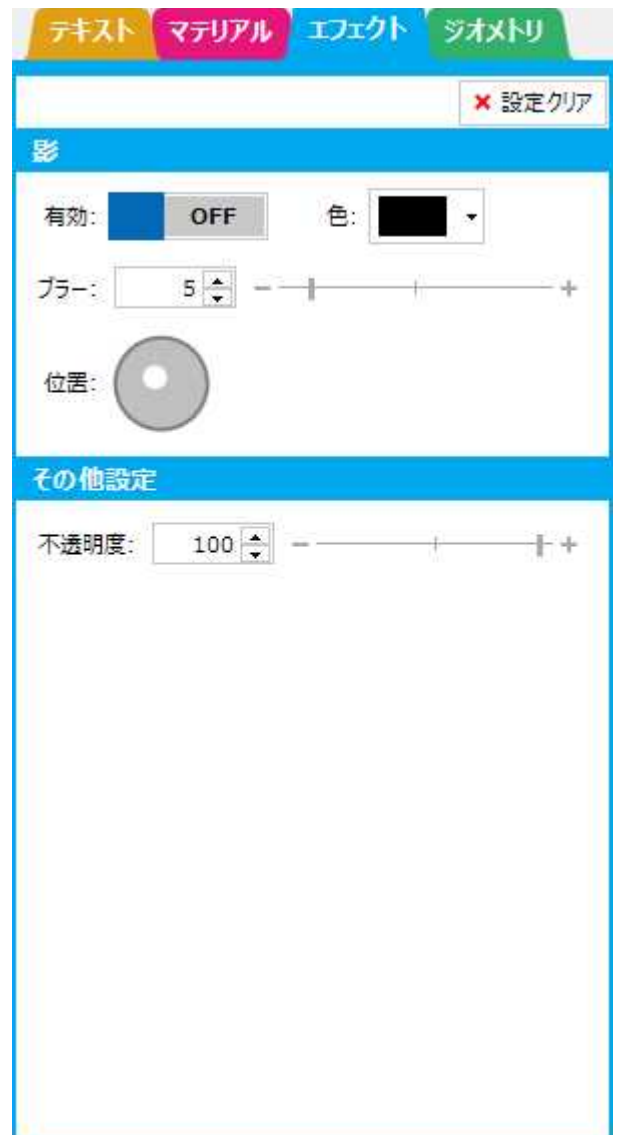 テキスト マテリアル エフェクト ジオメトリ
設定クリア
影
有効: OFF 色:
ブラー: 5
位置:
その他設定
不透明度: 100